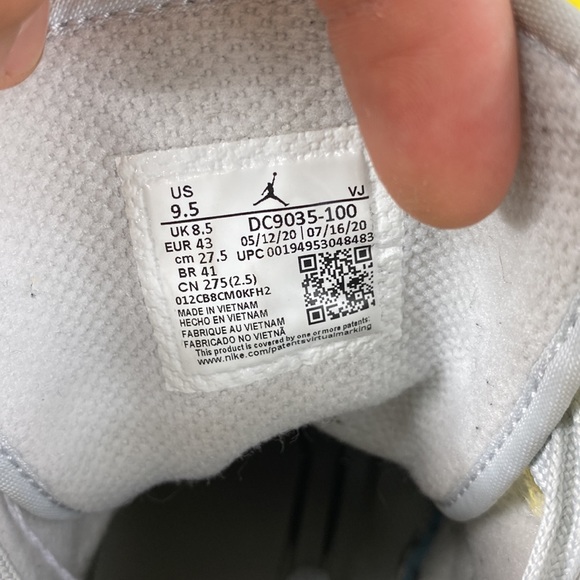 US
9.5 VJ
UK 8.5 DC9035-100
EUR 43 05/12/20 | 07/16/20
cm 27.5 UPC 00194953048483
BR 41
CN 275(2.5)
012CB8CM0KFH2
MADE IN VIETNAM
HECHO EN VIETNAM
FABRIQUE AU VIETNAM
FABRICADO NO VIETNÃ
This product is covered by one or more patents:
www.nike.com/patentsvirtualmarking